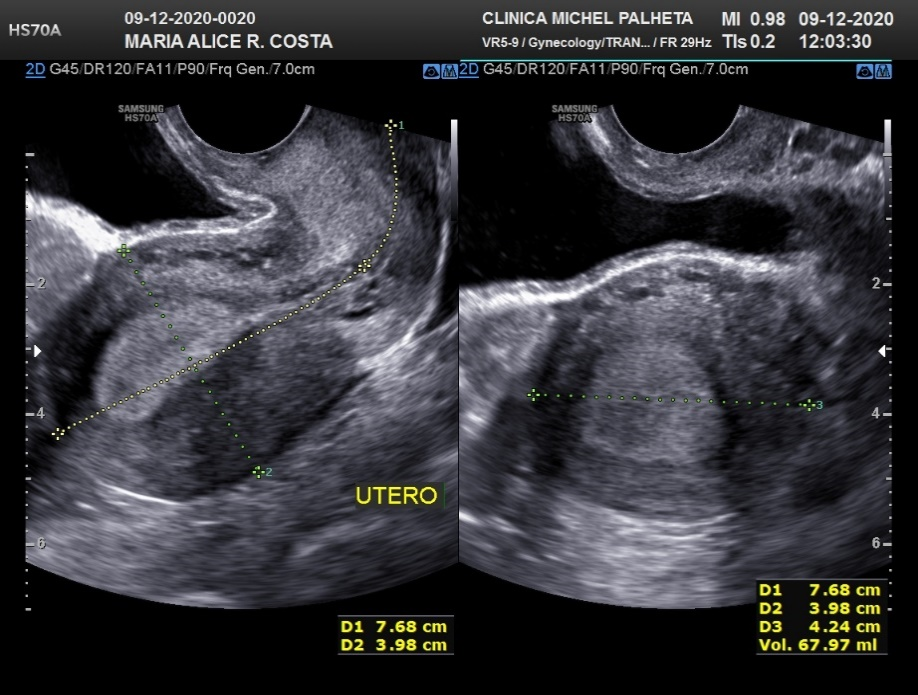 HS70A
09-12-2020-0020
MARIA ALICE R. COSTA
CLINICA MICHEL PALHETA
VR5-9 / Gynecology/TRAN... / FR 29Hz
MI 0.98
TIs 0.2
09-12-2020
12:03:30
2D G45/DR120/FA11/P90/Frq Gen./7.0cm
2D G45/DR120/FA11/P90/Frq Gen./7.0cm
SAMSUNG
HS70A
SAMSUNG
HS70A
1
2
2
4
6
UTERO
2
3
4
6
D1 7.68 cm
D2 3.98 cm
D1 7.68 cm
D2 3.98 cm
D3 4.24 cm
Vol. 67.97 ml